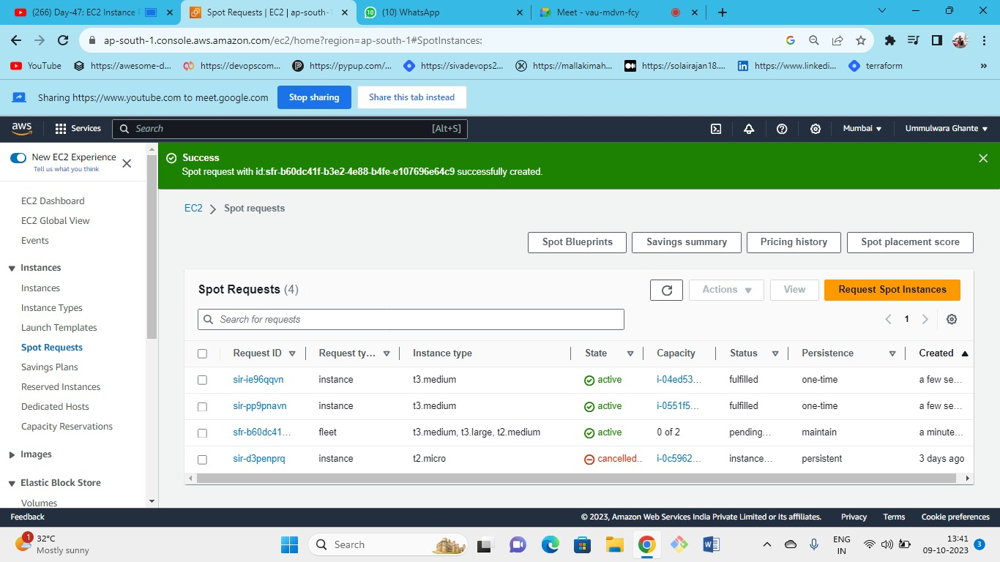 (266) Day-47: EC2 Instance P
Spot Requests | EC2 | ap-south-1
(10) WhatsApp
Meet - vau-mdvn-fcy
ap-south-1.console.aws.amazon.com/ec2/home?region=ap-south-1#SpotInstances:
YouTube
https://awesome-d...
https://devopscom...
https://pypup.com/...
https://sivadevops2...
https://mallakimah...
https://solairajan18....
https://www.linkedi...
terraform
»
Sharing https://www.youtube.com to meet.google.com
Stop sharing
Share this tab instead
aws
Services
Search
[Alt+S]
Mumbai
Ummulwara Ghante
New EC2 Experience
Tell us what you think
EC2 Dashboard
EC2 Global View
Events
Instances
Instances
Instance Types
Launch Templates
Spot Requests
Savings Plans
Reserved Instances
Dedicated Hosts
Capacity Reservations
Images
Elastic Block Store
Volumes
Success
Spot request with id:sfr-b60dc41f-b3e2-4e88-b4fe-e107696e64c9 successfully created.
EC2 > Spot requests
Spot Blueprints
Savings summary
Pricing history
Spot placement score
Spot Requests (4)
Actions
View
Request Spot Instances
Search for requests
1
Request ID Request ty... Instance type State Capacity Status Persistence Created
sir-ie96qqvn instance t3.medium active i-04ed53... fulfilled one-time a few se...
sir-pp9pnavn instance t3.medium active i-0551f5... fulfilled one-time a few se...
sfr-b60dc41... fleet t3.medium, t3.large, t2.medium active 0 of 2 pending... maintain a minute...
sir-d3penprq instance t2.micro cancelled.. i-0c5962... instance... persistent 3 days ago
Feedback
© 2023, Amazon Web Services India Private Limited or its affiliates.
Privacy
Terms
Cookie preferences
1
32°C
Mostly sunny
Search
ENG
IN
13:41
09-10-2023
3